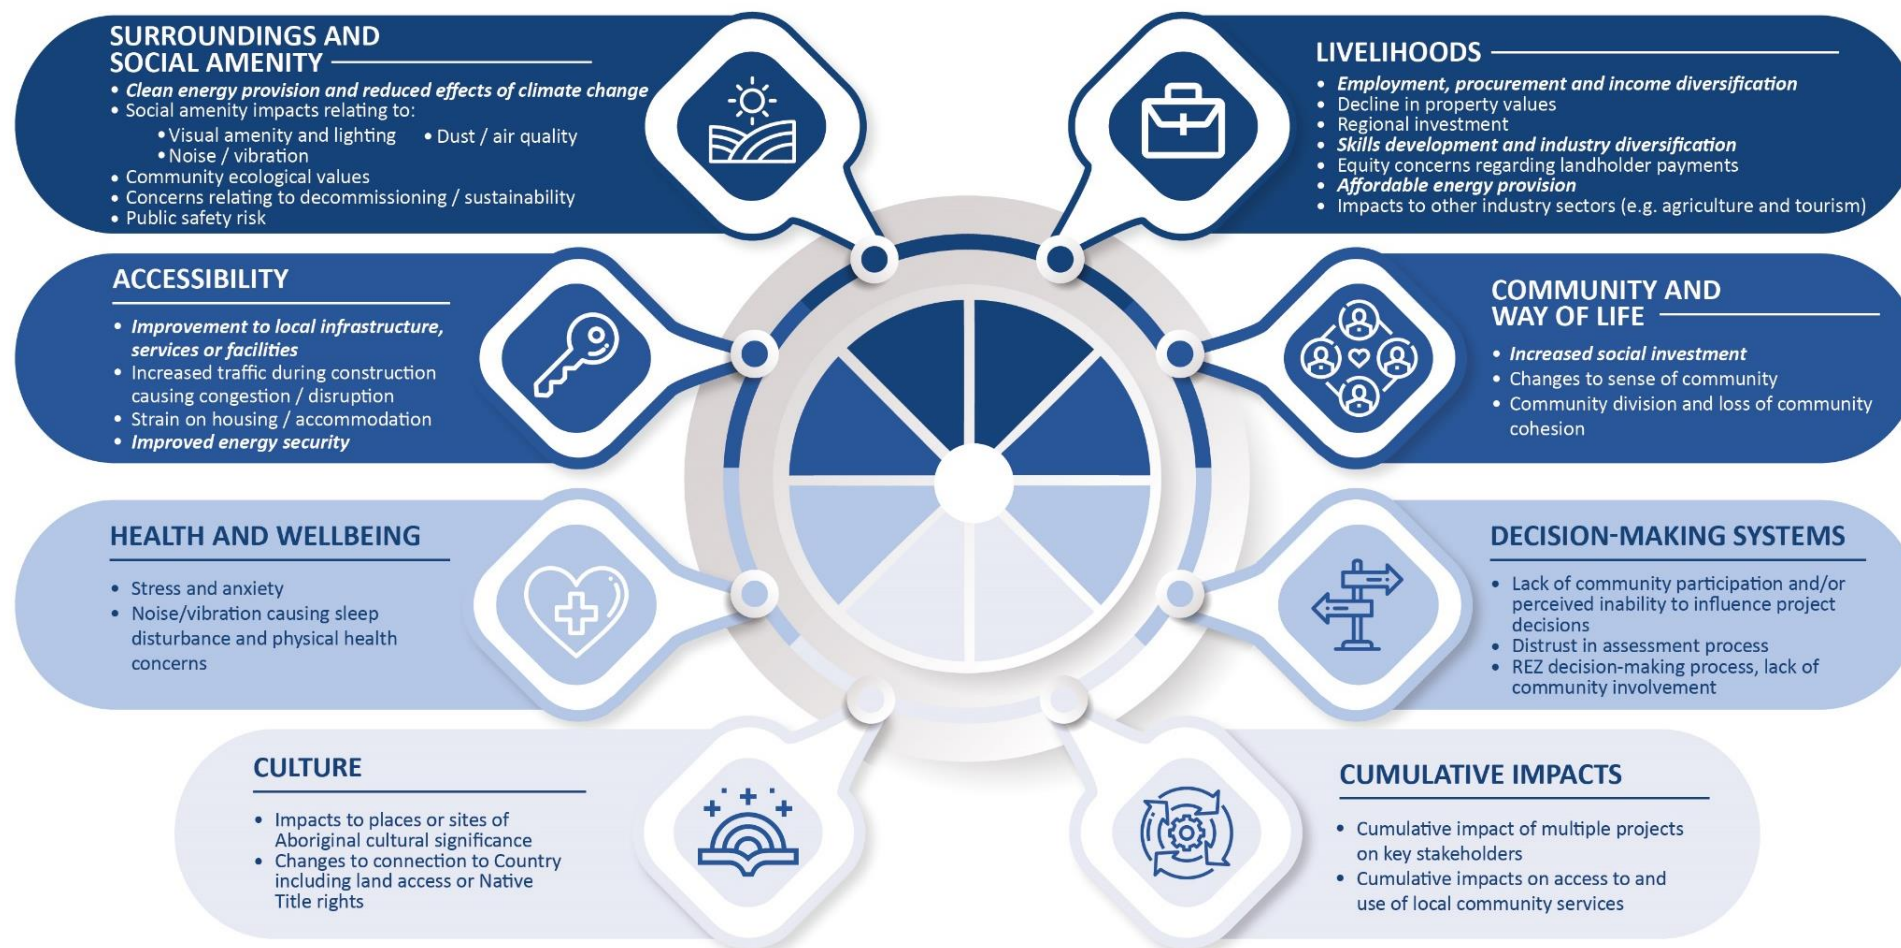 SURROUNDINGS AND
SOCIAL AMENITY
• Clean energy provision and reduced effects of climate change
• Social amenity impacts relating to:
• Visual amenity and lighting • Dust / air quality
• Noise / vibration
• Community ecological values
• Concerns relating to decommissioning / sustainability
• Public safety risk
LIVELIHOODS
• Employment, procurement and income diversification
• Decline in property values
• Regional investment
• Skills development and industry diversification
• Equity concerns regarding landholder payments
• Affordable energy provision
• Impacts to other industry sectors (e.g. agriculture and tourism)
ACCESSIBILITY
• Improvement to local infrastructure,
services or facilities
• Increased traffic during construction
causing congestion / disruption
• Strain on housing / accommodation
• Improved energy security
COMMUNITY AND
WAY OF LIFE
• Increased social investment
• Changes to sense of community
• Community division and loss of community
cohesion
HEALTH AND WELLBEING
• Stress and anxiety
• Noise/vibration causing sleep
disturbance and physical health
concerns
DECISION-MAKING SYSTEMS
• Lack of community participation and/or
perceived inability to influence project
decisions
• Distrust in assessment process
• REZ decision-making process, lack of
community involvement
CULTURE
• Impacts to places or sites of
Aboriginal cultural significance
• Changes to connection to Country
including land access or Native
Title rights
CUMULATIVE IMPACTS
• Cumulative impact of multiple projects
on key stakeholders
• Cumulative impacts on access to and
use of local community services